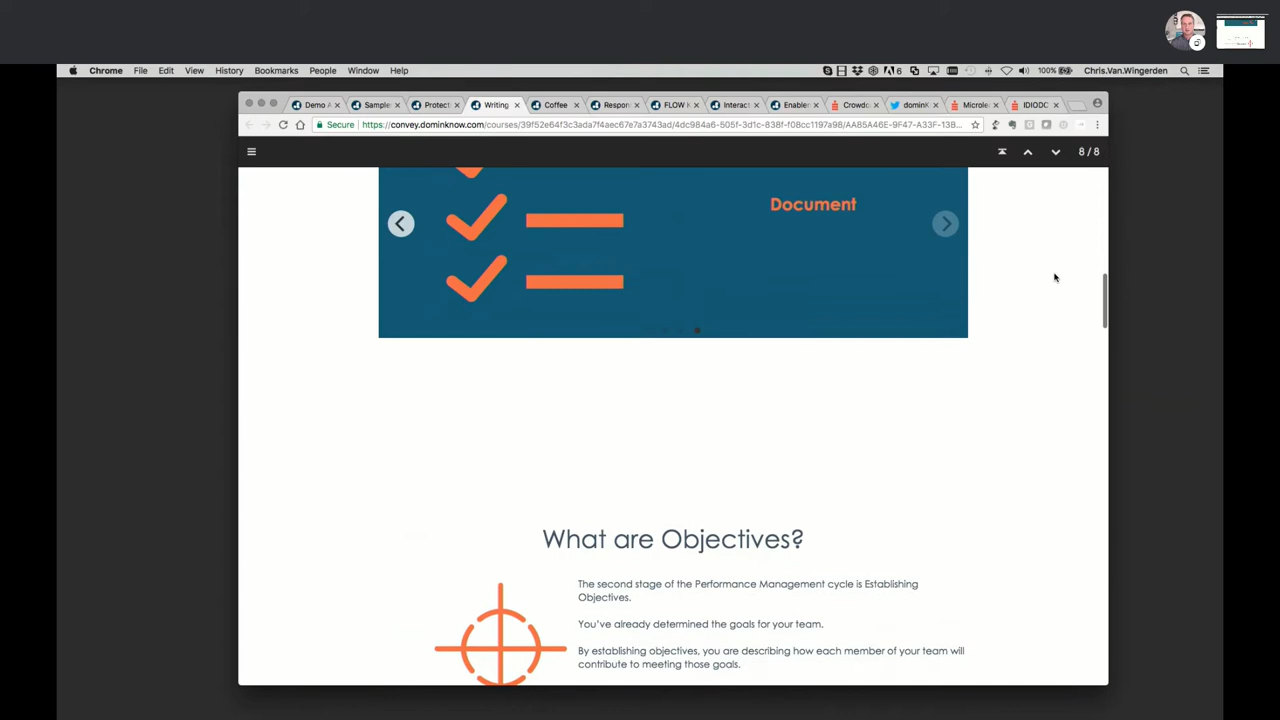 Chrome File Edit View History Bookmarks People Window Help 6 100% Chris.Van.Wingerden
Demo A Sample Protect Writing Coffee Respon FLOW Interact Enable Crowdc domink Microle IDIODC
Secure https://convey.dominknow.com/courses/39f52e64f3c3ada7f4aec67e7a3743ad/4dc984a6-505f-3d1c-838f-f08cc1197a98/AA85A46E-9F47-A33F-13B...
8 / 8
Document
What are Objectives?
The second stage of the Performance Management cycle is Establishing
Objectives.
You've already determined the goals for your team.
By establishing objectives, you are describing how each member of your team will
contribute to meeting those goals.